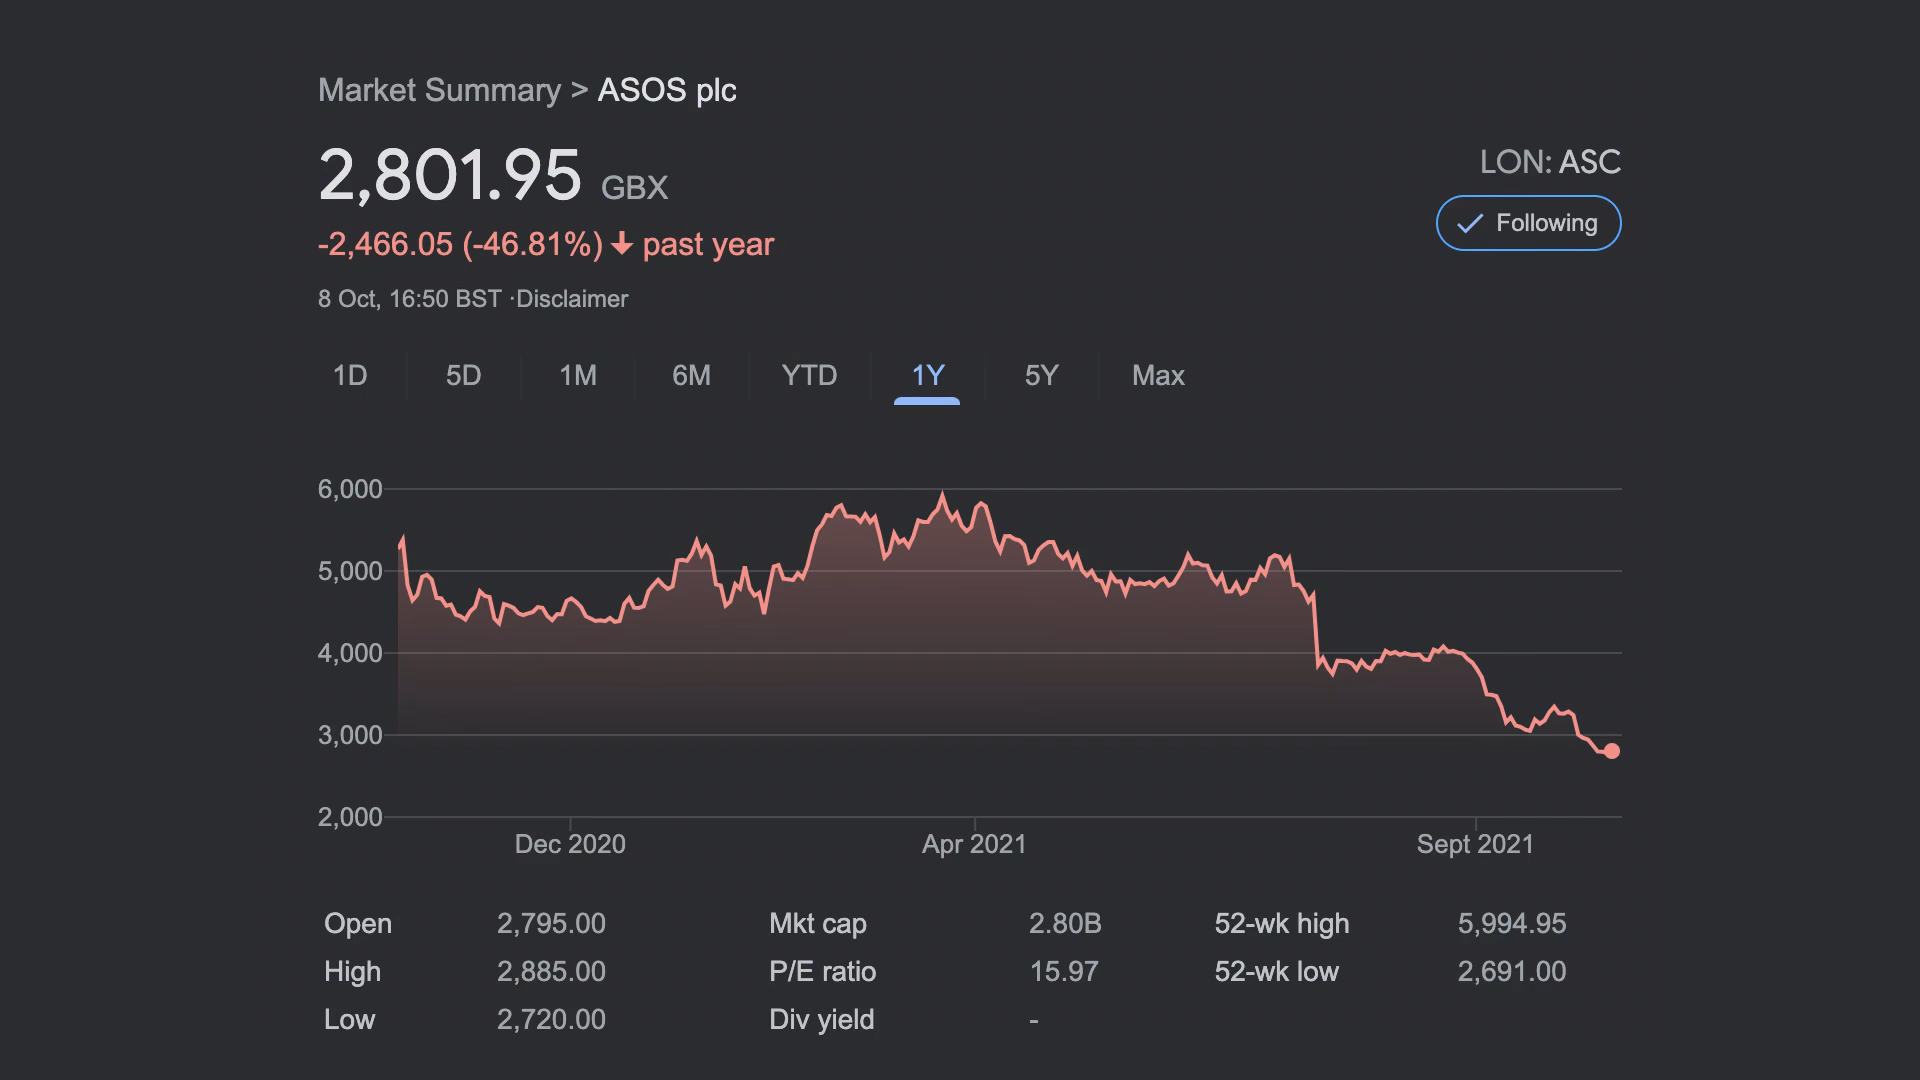 Market Summary > ASOS plc
2,801.95 GBX
LON: ASC
-2,466.05 (-46.81%) ↓ past year
Following
8 Oct, 16:50 BST ·Disclaimer
1D 5D 1M 6M YTD 1Y 5Y Max
6,000
5,000
4,000
3,000
2,000
Dec 2020 Apr 2021 Sept 2021
Open 2,795.00 Mkt cap 2.80B 52-wk high 5,994.95
High 2,885.00 P/E ratio 15.97 52-wk low 2,691.00
Low 2,720.00 Div yield -